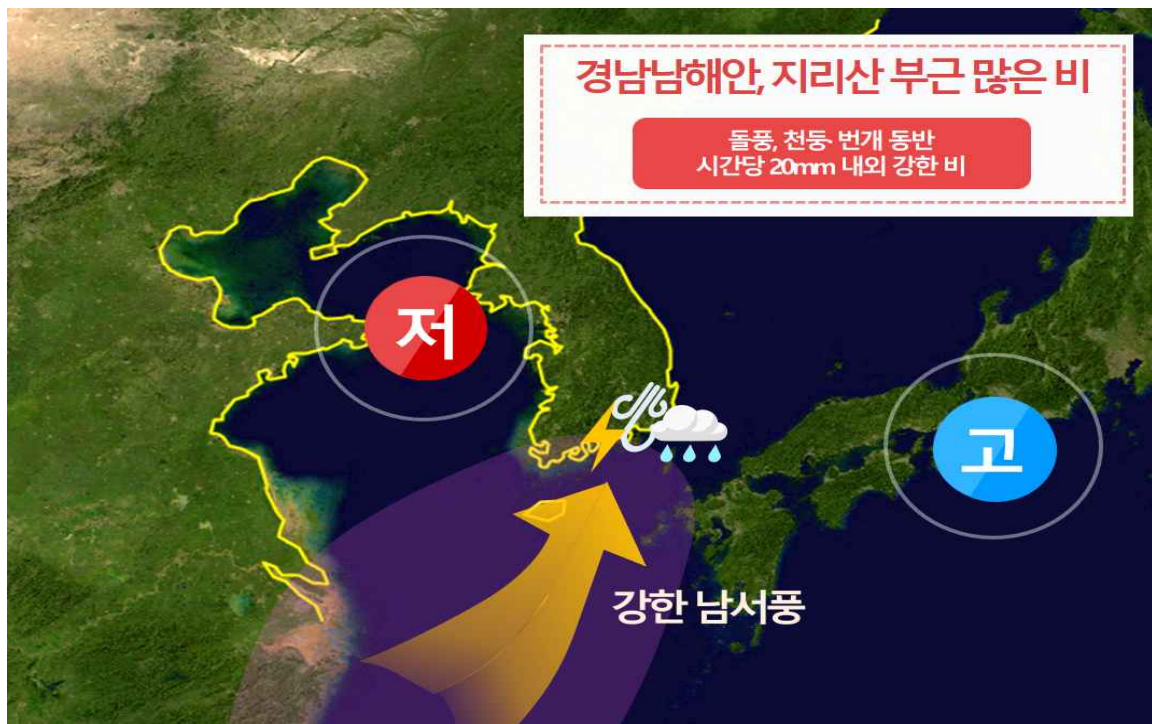 경남남해안, 지리산 부근 많은 비
돌풍, 천둥·번개 동반
시간당 20mm 내외 강한 비
저
고
강한 남서풍